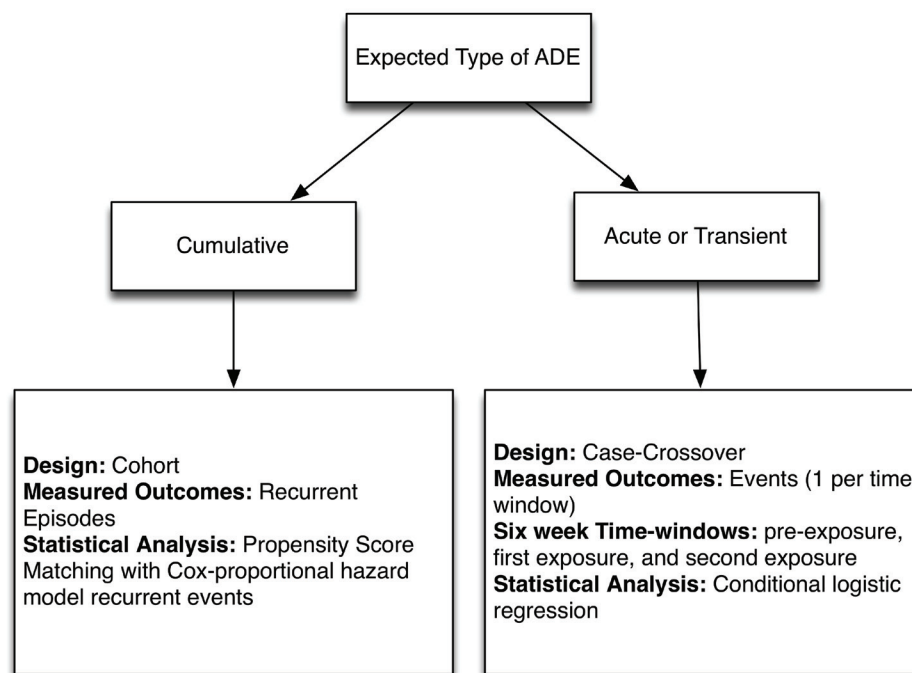 Expected Type of ADE
Cumulative
Acute or Transient
Design: Cohort
Measured Outcomes: Recurrent
Episodes
Statistical Analysis: Propensity Score
Matching with Cox-proportional hazard
model recurrent events
Design: Case-Crossover
Measured Outcomes: Events (1 per time
window)
Six week Time-windows: pre-exposure,
first exposure, and second exposure
Statistical Analysis: Conditional logistic
regression